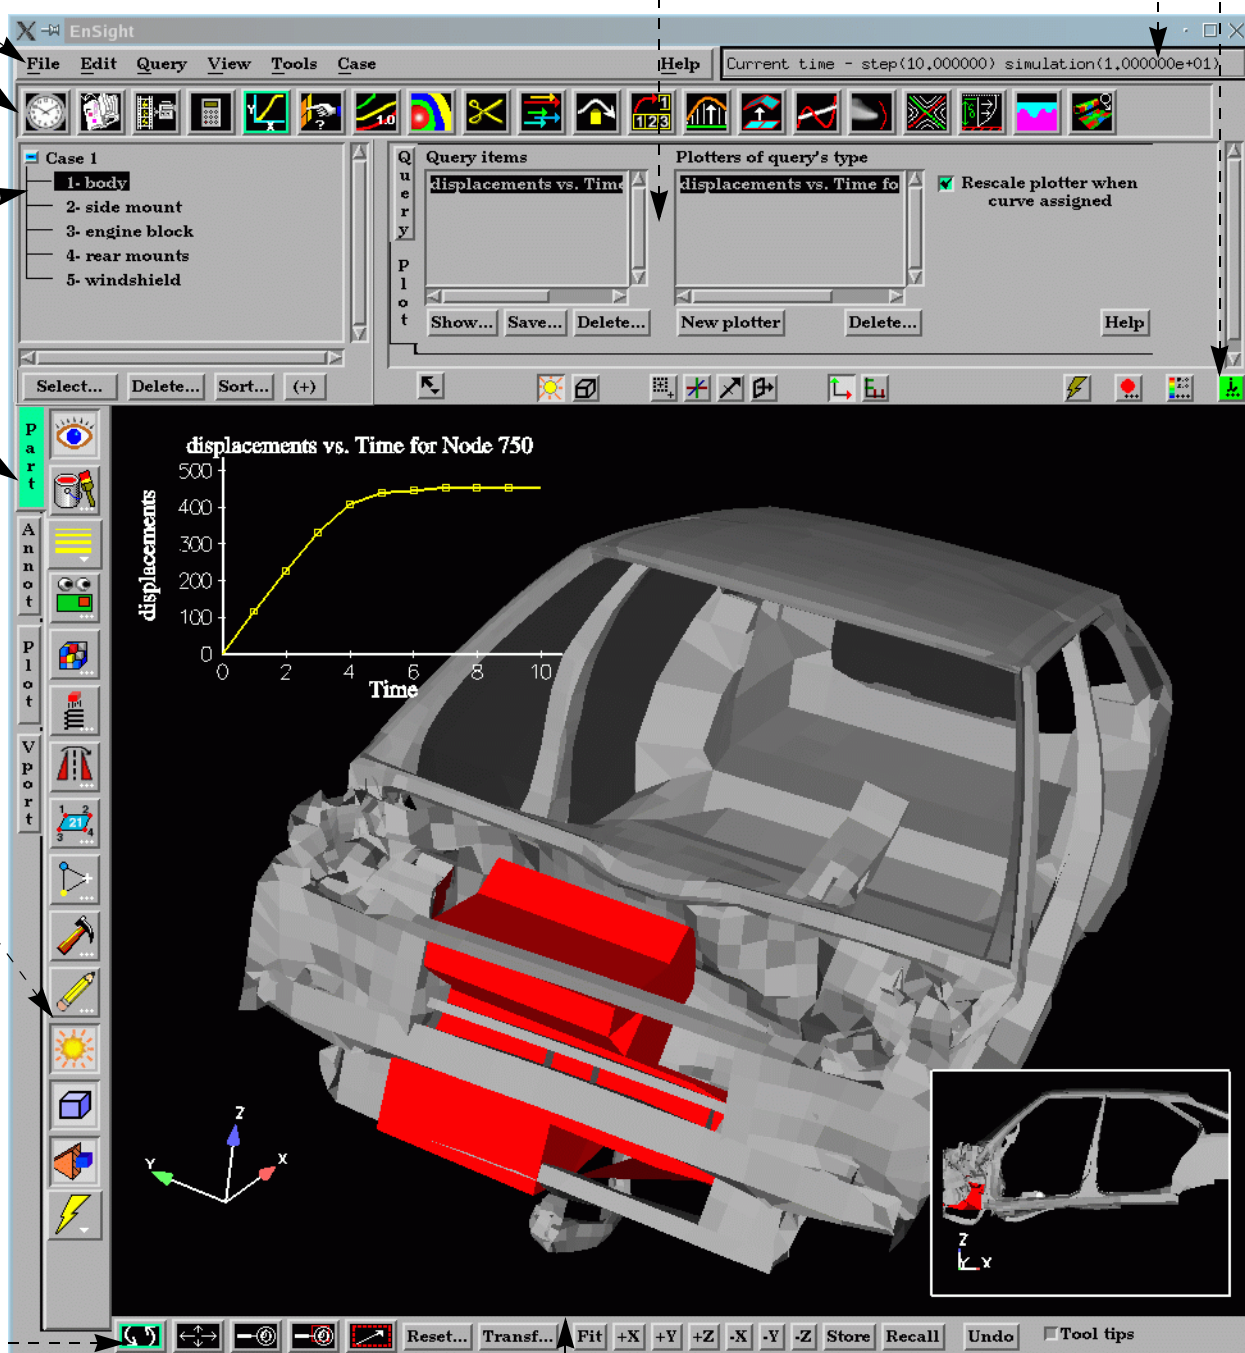 EnSight
File Edit Query View Tools Case Help
Current time - step(10.000000) simulation(1.000000e+01)
Y
X
?
1.0
1
123
Case 1
1- body
2- side mount
3- engine block
4- rear mounts
5- windshield
Select... Delete... Sort... (+)
Query
Plot
Query items
displacements vs. Time
Show... Save... Delete...
Plotters of query's type
displacements vs. Time fo
New plotter Delete...
Rescale plotter when
curve assigned
Help
Part
Annot
Plot
Vport
1 2
21
3 4
displacements vs. Time for Node 750
displacements
500
400
300
200
100
0
0 2 4 6 8 10
Time
Z
Y
X
Z
Y X
Reset... Transf... Fit +X +Y +Z -X -Y -Z Store Recall Undo Tool tips